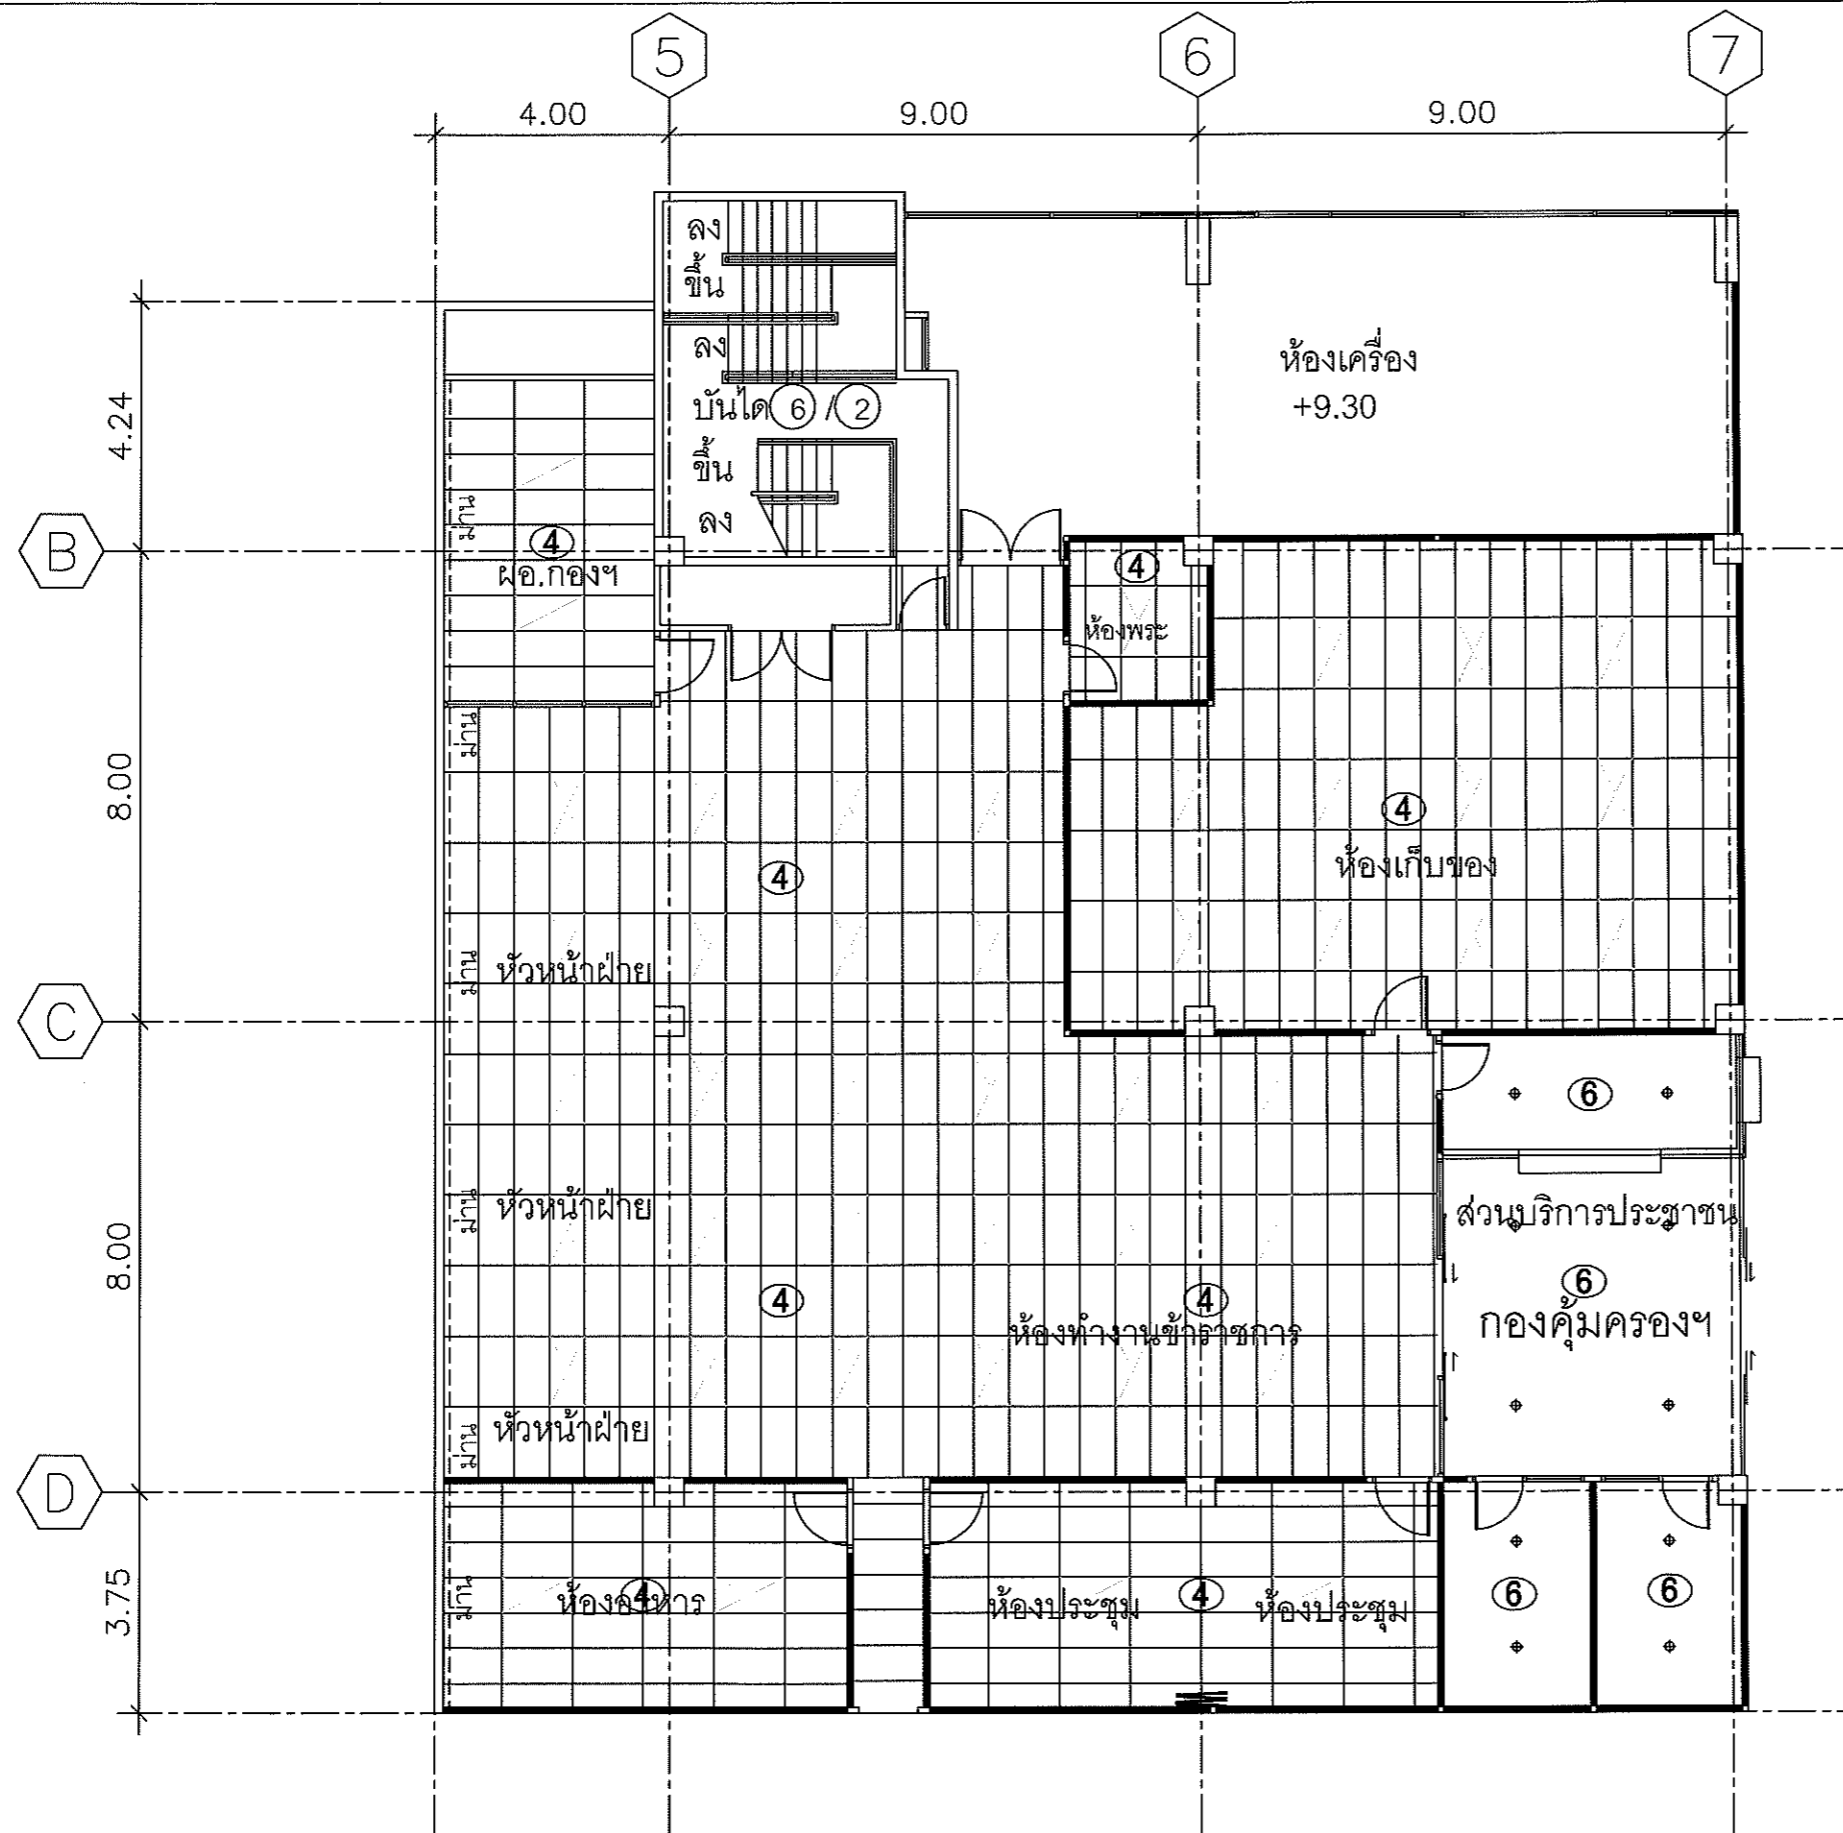 5 6 7
4.00 9.00 9.00
ลง
ขึ้น
ลง
ห้องเครื่อง
+9.30
บันได 6 / 2
ขึ้น
ลง
4.24
ม่าน
B
4
ผอ.กองฯ
4
ห้องพระ
ม่าน
8.00
4
ห้องเก็บของ
4
ม่าน
หัวหน้าฝ่าย
C
6
ม่าน
หัวหน้าฝ่าย
ส่วนบริการประชาชน
8.00
6
กองคุ้มครองฯ
4
4
ห้องทำงานข้าราชการ
ม่าน
หัวหน้าฝ่าย
D
3.75
ม่าน
4
ห้องอาหาร
4
ห้องประชุม ห้องประชุม
6
6